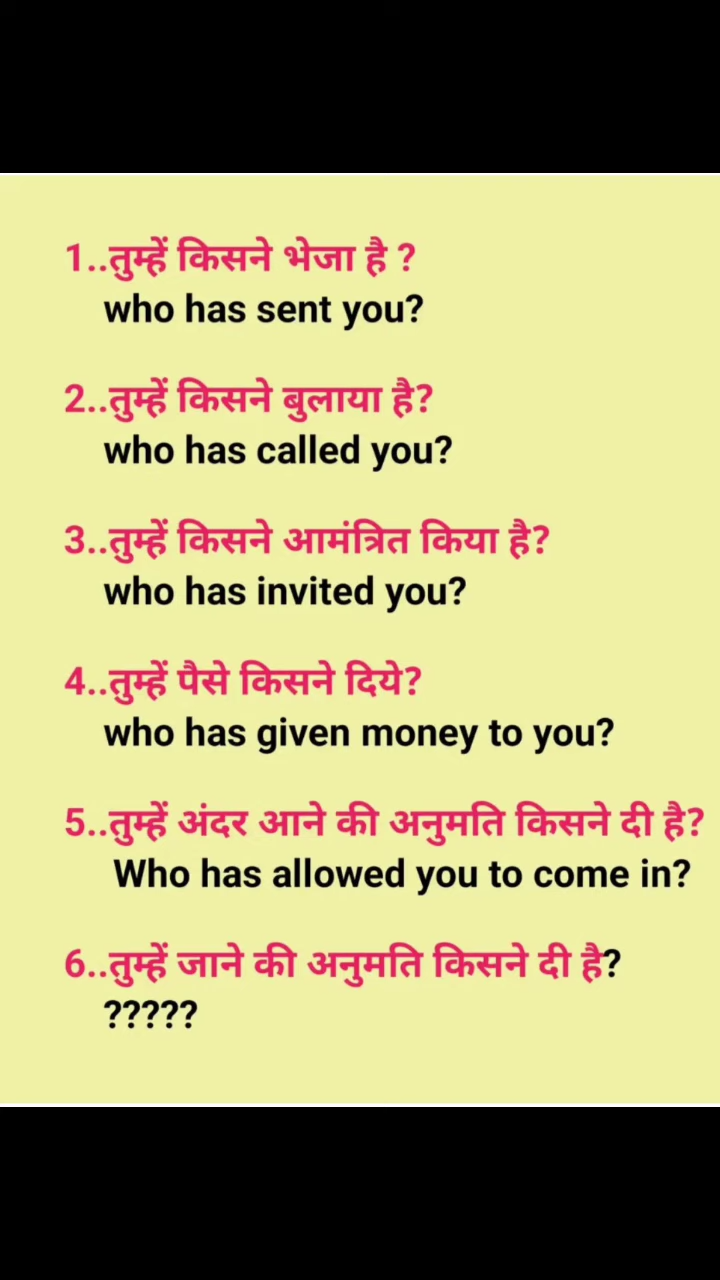 1..तुम्हें किसने भेजा है ?
who has sent you?
2..तुम्हें किसने बुलाया है?
who has called you?
3..तुम्हें किसने आमंत्रित किया है?
who has invited you?
4..तुम्हें पैसे किसने दिये?
who has given money to you?
5..तुम्हें अंदर आने की अनुमति किसने दी है?
Who has allowed you to come in?
6..तुम्हें जाने की अनुमति किसने दी है?
?????